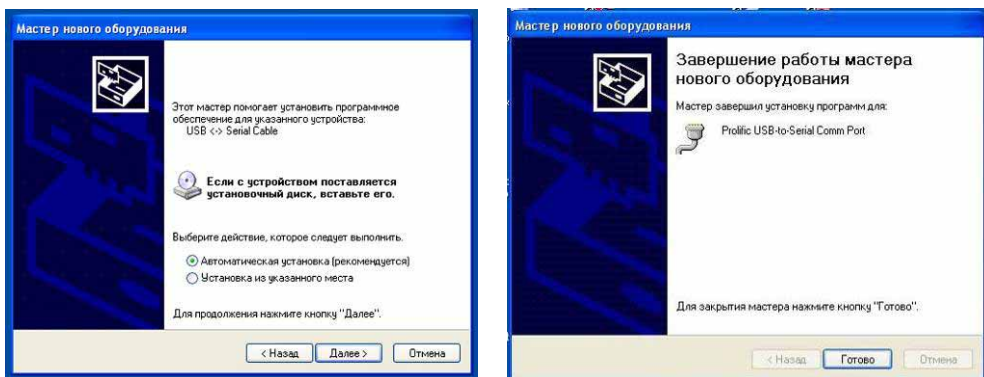 Мастер нового оборудования
Этот мастер помогает установить программное
обеспечение для указанного устройства:
USB <-> Serial Cable
Если с устройством поставляется
установочный диск, вставьте его.
Выберите действие, которое следует выполнить.
Автоматическая установка (рекомендуется)
Установка из указанного места
Для продолжения нажмите кнопку "Далее".
< Назад
Далее >
Отмена
Мастер нового оборудования
Завершение работы мастера
нового оборудования
Мастер завершил установку программ для:
Prolific USB-to-Serial Comm Port
Для закрытия мастера нажмите кнопку "Готово".
< Назад
Готово
Отмена